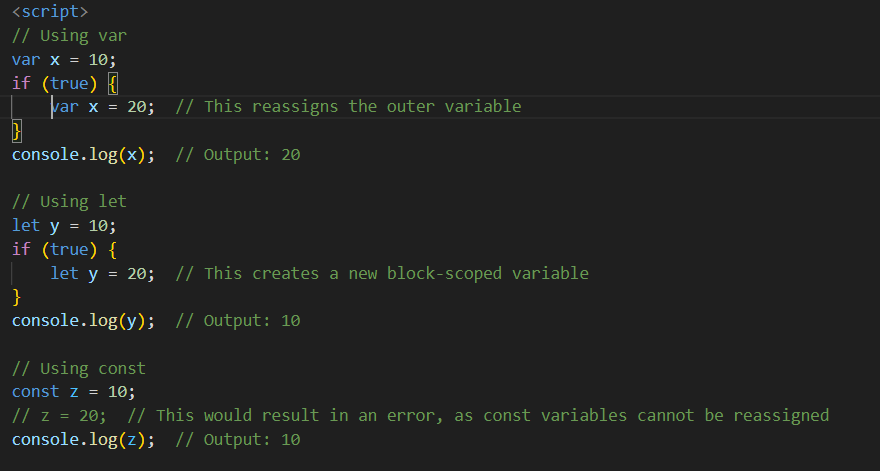 <script>
// Using var
var x = 10;
if (true) {
    var x = 20;  // This reassigns the outer variable
}
console.log(x);  // Output: 20

// Using let
let y = 10;
if (true) {
    let y = 20;  // This creates a new block-scoped variable
}
console.log(y);  // Output: 10

// Using const
const z = 10;
// z = 20;  // This would result in an error, as const variables cannot be reassigned
console.log(z);  // Output: 10